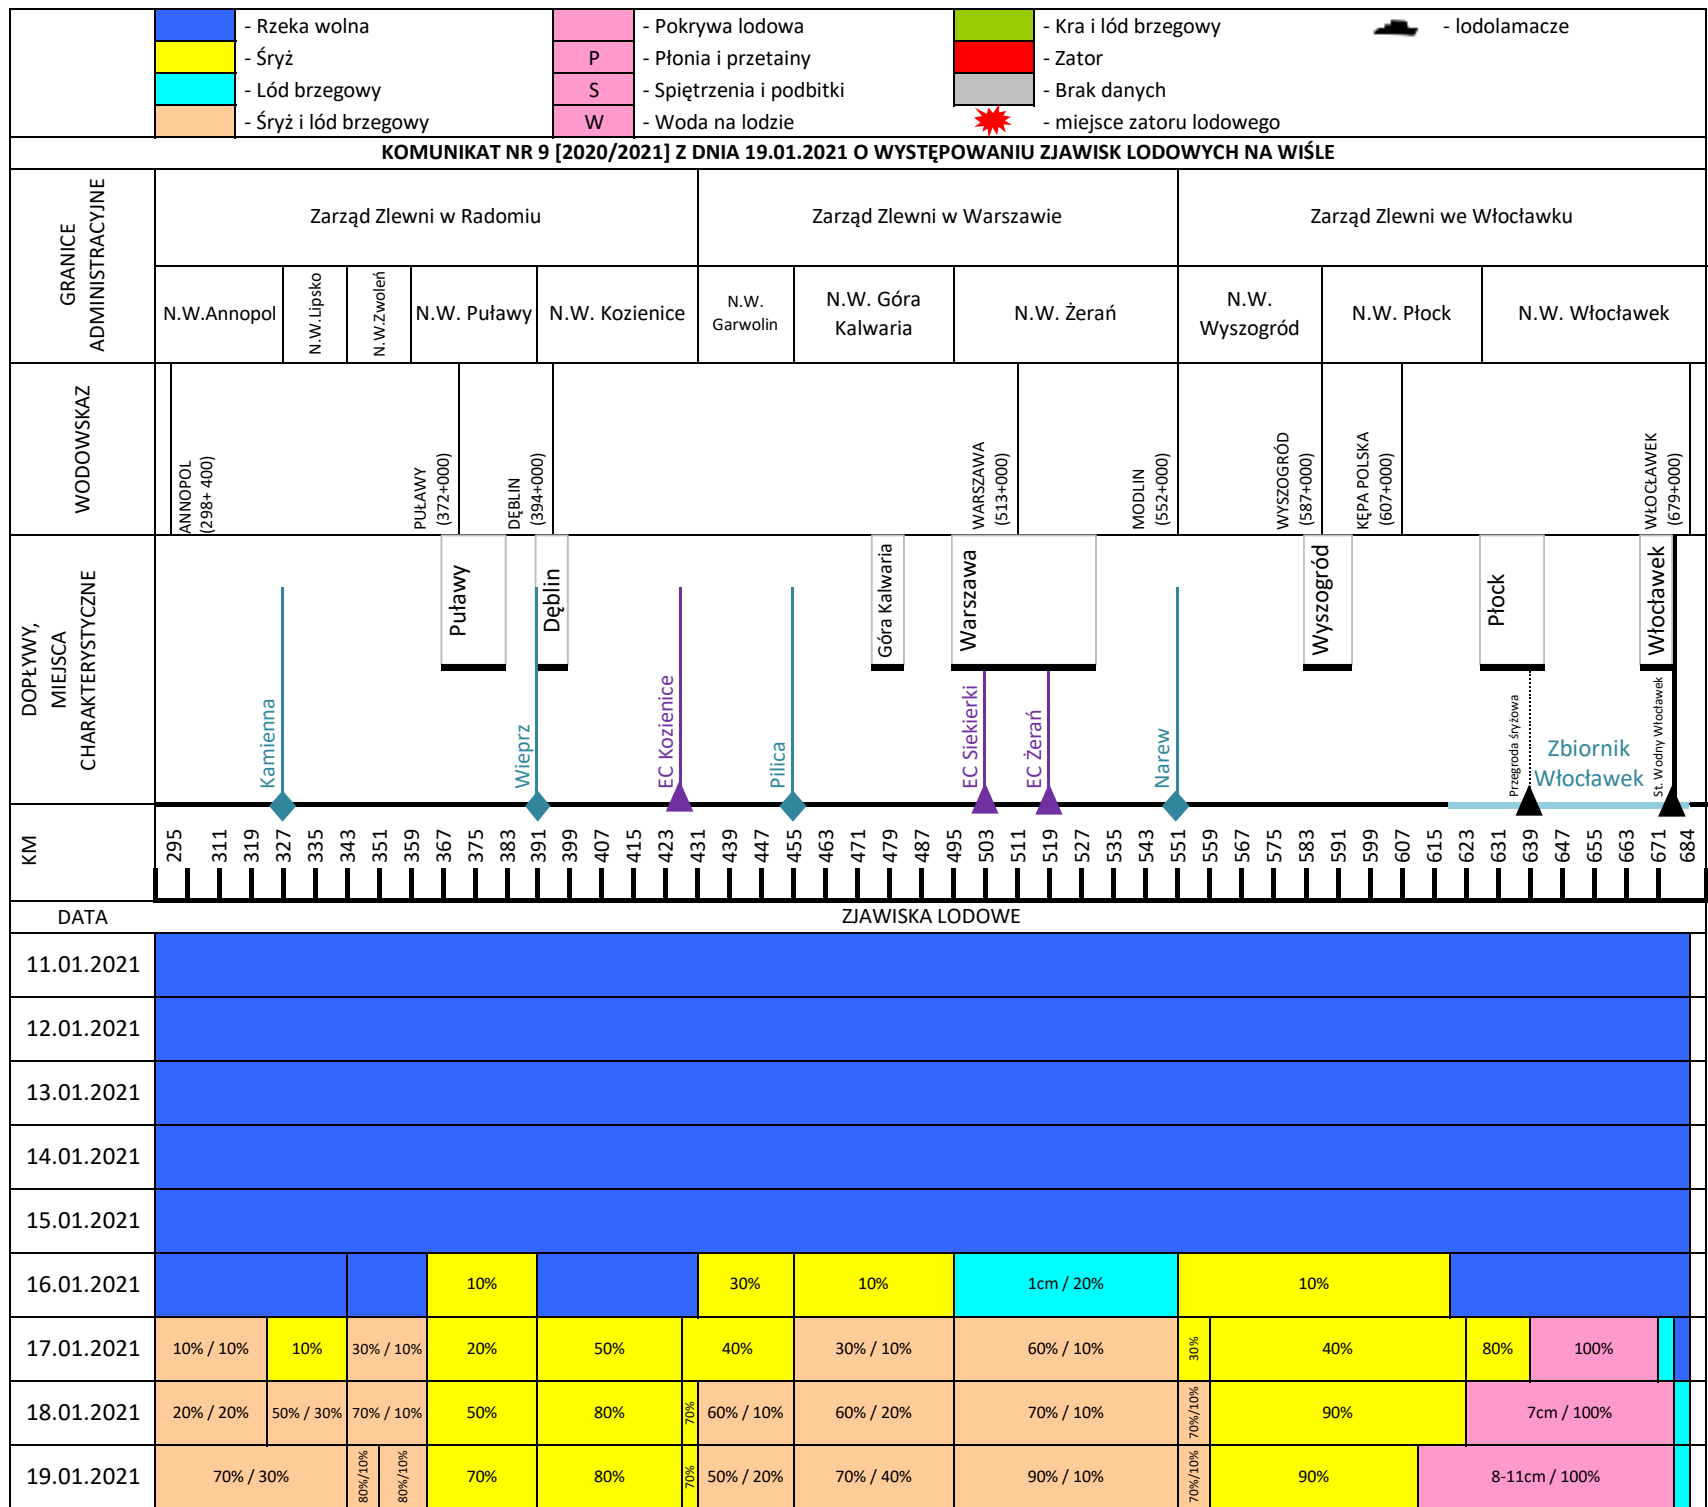 - Rzeka wolna
- Śryż
- Lód brzegowy
- Śryż i lód brzegowy
- Pokrywa lodowa
P - Płonia i przetainy
S - Spiętrzenia i podbitki
W - Woda na lodzie
- Kra i lód brzegowy
- Zator
- Brak danych
- miejsce zatoru lodowego
- lodolamacze
KOMUNIKAT NR 9 [2020/2021] Z DNIA 19.01.2021 O WYSTĘPOWANIU ZJAWISK LODOWYCH NA WIŚLE
GRANICE
ADMINISTRACYJNE
Zarząd Zlewni w Radomiu
Zarząd Zlewni w Warszawie
Zarząd Zlewni we Włocławku
N.W.Annopol
N.W.Lipsko
N.W.Zwoleń
N.W. Puławy
N.W. Kozienice
N.W.
Garwolin
N.W. Góra
Kalwaria
N.W. Żerań
N.W.
Wyszogród
N.W. Płock
N.W. Włocławek
WODOWSKAZ
ANNOPOL
(298+ 400)
PUŁAWY
(372+000)
DĘBLIN
(394+000)
WARSZAWA
(513+000)
MODLIN
(552+000)
WYSZOGRÓD
(587+000)
KĘPA POLSKA
(607+000)
WŁOCŁAWEK
(679+000)
DOPŁYWY,
MIEJSCA
CHARAKTERYSTYCZNE
Kamienna
Puławy
Wieprz
Dęblin
EC Kozienice
Pilica
Góra Kalwaria
Warszawa
EC Siekierki
EC Żerań
Narew
Wyszogród
Płock
Przegroda śryżowa
Zbiornik
Włocławek
Włocławek
St. Wodny Włocławek
KM
295 311 319 327 335 343 351 359 367 375 383 391 399 407 415 423 431 439 447 455 463 471 479 487 495 503 511 519 527 535 543 551 559 567 575 583 591 599 607 615 623 631 639 647 655 663 671 684
DATA ZJAWISKA LODOWE
11.01.2021
12.01.2021
13.01.2021
14.01.2021
15.01.2021
16.01.2021 10% 30% 10% 1cm / 20% 10%
17.01.2021 10% / 10% 10% 30% / 10% 20% 50% 40% 30% / 10% 60% / 10% 30% 40% 80% 100%
18.01.2021 20% / 20% 50% / 30% 70% / 10% 50% 80% 70% 60% / 10% 60% / 20% 70% / 10% 70%/10% 90% 7cm / 100%
19.01.2021 70% / 30% 80%/10% 80%/10% 70% 80% 70% 50% / 20% 70% / 40% 90% / 10% 70%/10% 90% 8-11cm / 100%